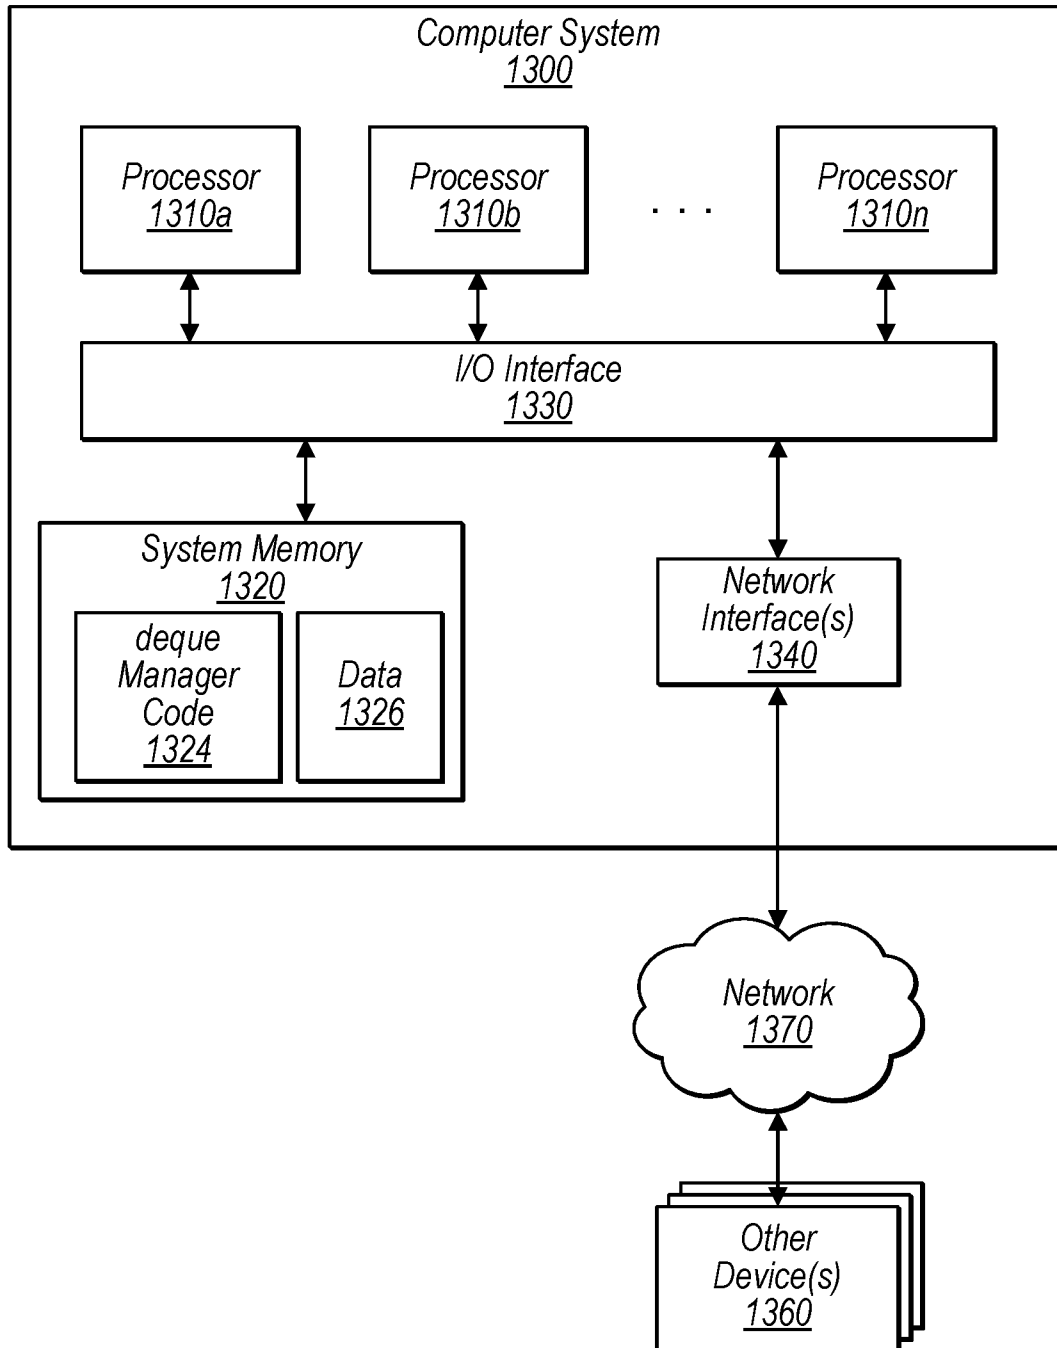 Computer System
1300
Processor
1310a
Processor
1310b
. . .
Processor
1310n
I/O Interface
1330
System Memory
1320
deque
Manager
Code
1324
Data
1326
Network
Interface(s)
1340
Network
1370
Other
Device(s)
1360